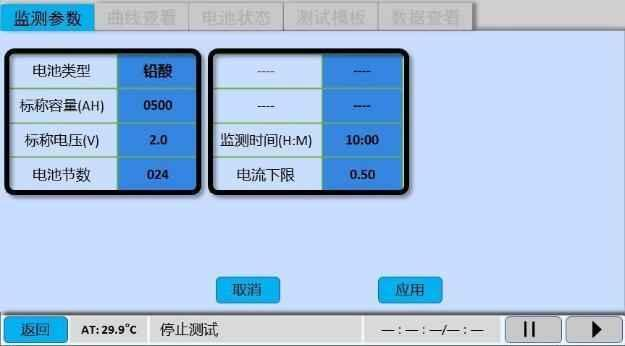 监测参数 曲线查看 电池状态 测试模板 数据查看
电池类型 铅酸 ---- ----
标称容量(AH) 0500 ---- ----
标称电压(V) 2.0 监测时间(H:M) 10:00
电池节数 024 电流下限 0.50
取消 应用
返回 AT: 29.9°C 停止测试 — : — : —/— : —